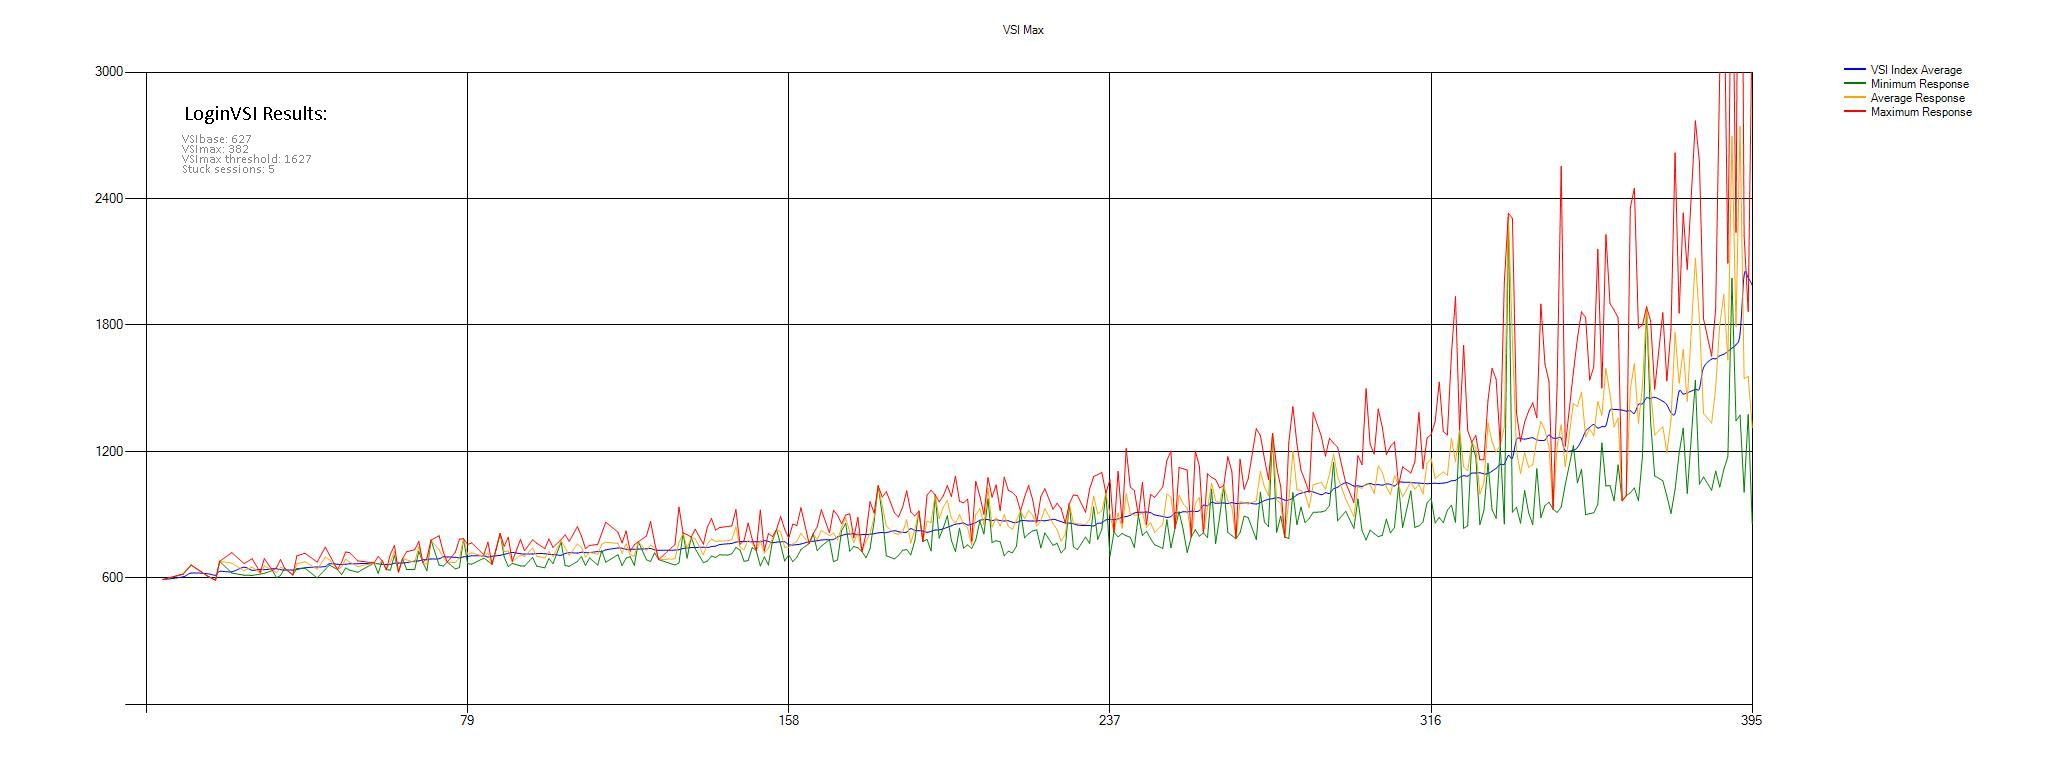 VSI Max
3000
2400
1800
1200
600
LoginVSI Results:
VSIbase: 627
VSImax: 382
VSImax threshold: 1627
Stuck sessions: 5
79
158
237
316
395
VSI Index Average
Minimum Response
Average Response
Maximum Response